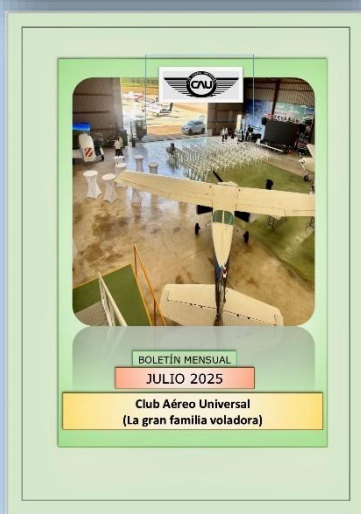 CAU
BOLETÍN MENSUAL
JULIO 2025
Club Aéreo Universal
(La gran familia voladora)